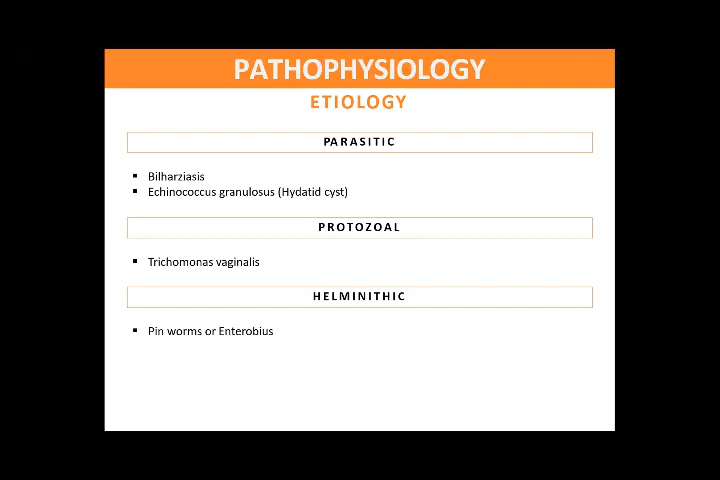 PATHOPHYSIOLOGY
ETIOLOGY
PARASITIC
▪ Bilharziasis
▪ Echinococcus granulosus (Hydatid cyst)
PROTOZOAL
▪ Trichomonas vaginalis
HELMINITHIC
▪ Pin worms or Enterobius